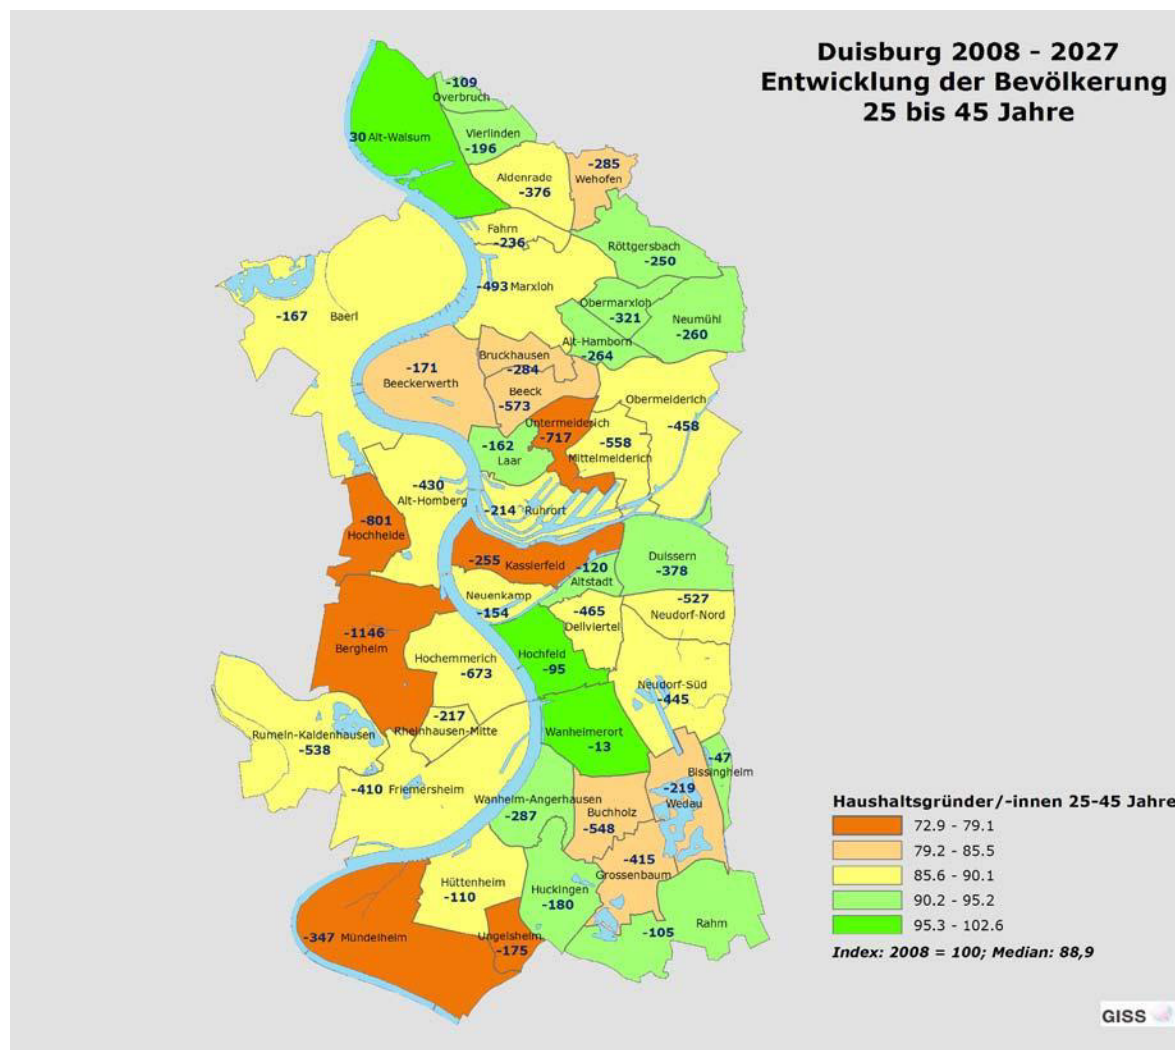 Duisburg 2008 - 2027
Entwicklung der Bevölkerung
25 bis 45 Jahre
-109
Overbruch
30 Alt-Walsum
Vierlinden
-196
-285
Wehofen
Aldenrade
-376
Fahrn
-236
Röttgersbach
-250
-493 Marxloh
Obermarxloh
-321
Neumühl
-260
-167
Baerl
Alt-Hamborn
-264
Bruckhausen
-284
-171
Beeckerwerth
Beeck
-573
Obermeiderich
-458
Untermeiderich
-717
-558
Mittelmeiderich
-162
Laar
-430
Alt-Homberg
-214 Ruhrort
-801
Hochheide
-255 Kasslerfeld
-120
Altstadt
Duissern
-378
Neuenkamp
-154
-465
Dellviertel
-527
Neudorf-Nord
-1146
Bergheim
Hochemmerich
-673
Hochfeld
-95
Neudorf-Süd
-445
-217
Rheinhausen-Mitte
Rumeln-Kaldenhausen
-538
Wanheimerort
-13
-47
Bissingheim
-410 Friemersheim
-219
Wedau
Wanheim-Angerhausen
-287
Buchholz
-548
-415
Grossenbaum
Hüttenheim
-110
Huckingen
-180
-105
Rahm
-347 Mündelheim
Ungelsheim
-175
Haushaltsgründer/-innen 25-45 Jahre
72.9 - 79.1
79.2 - 85.5
85.6 - 90.1
90.2 - 95.2
95.3 - 102.6
Index: 2008 = 100; Median: 88,9
GISS